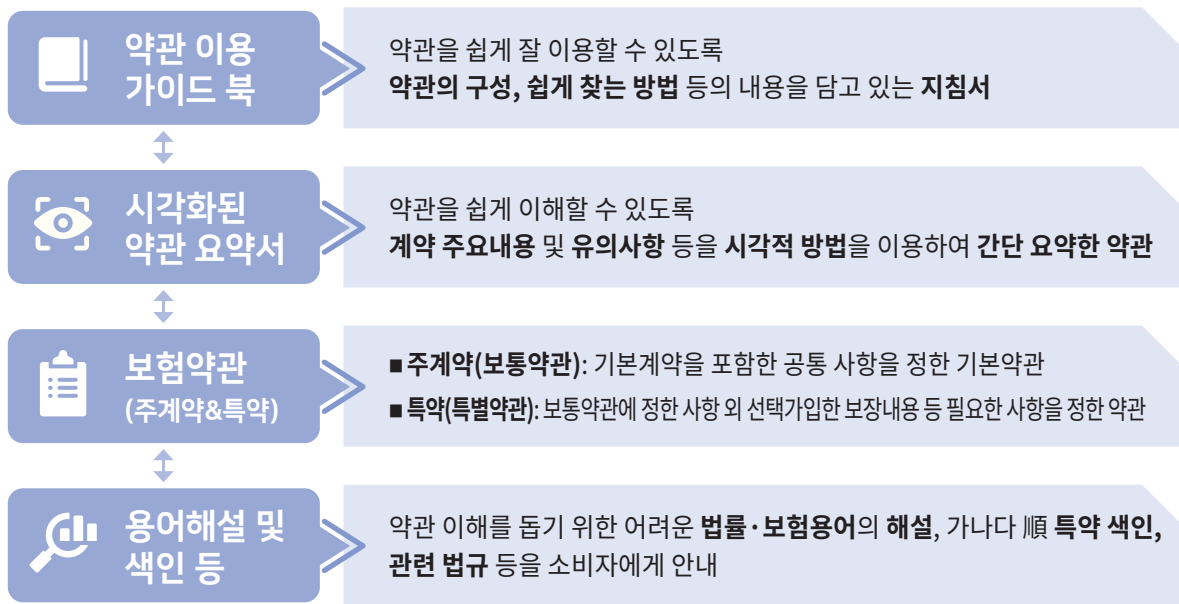 약관 이용
가이드 북
약관을 쉽게 잘 이용할 수 있도록
약관의 구성, 쉽게 찾는 방법 등의 내용을 담고 있는 지침서
시각화된
약관 요약서
약관을 쉽게 이해할 수 있도록
계약 주요내용 및 유의사항 등을 시각적 방법을 이용하여 간단 요약한 약관
보험약관
(주계약&특약)
■ 주계약(보통약관): 기본계약을 포함한 공통 사항을 정한 기본약관
■ 특약(특별약관): 보통약관에 정한 사항 외 선택가입한 보장내용 등 필요한 사항을 정한 약관
용어해설 및
색인 등
약관 이해를 돕기 위한 어려운 법률·보험용어의 해설, 가나다 順 특약 색인,
관련 법규 등을 소비자에게 안내